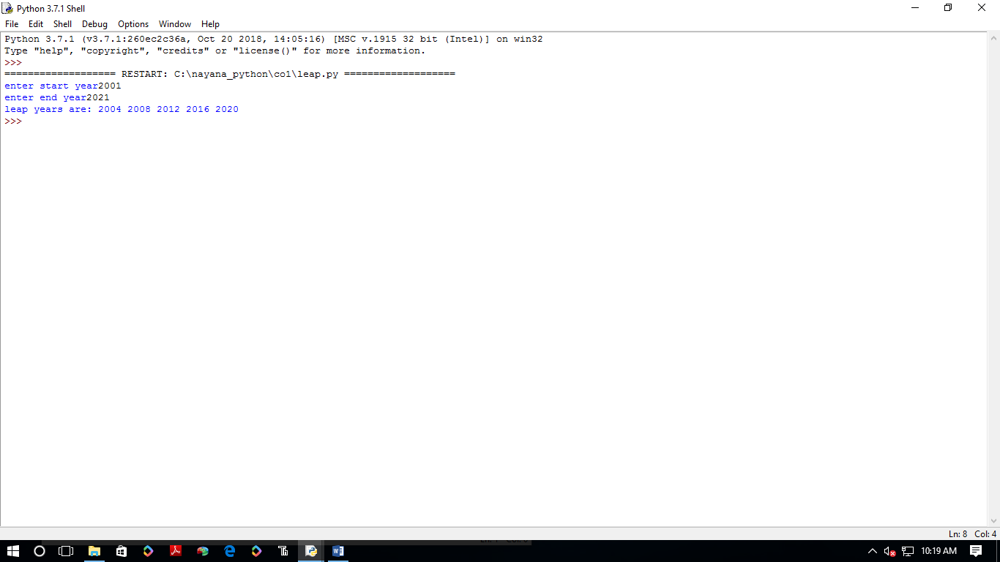 Python 3.7.1 Shell
File Edit Shell Debug Options Window Help
Python 3.7.1 (v3.7.1:260ec2c36a, Oct 20 2018, 14:05:16) [MSC v.1915 32 bit (Intel)] on win32
Type "help", "copyright", "credits" or "license()" for more information.
>>>
=================== RESTART: C:\nayana_python\co1\leap.py ===================
enter start year2001
enter end year2021
leap years are: 2004 2008 2012 2016 2020
>>>
Ln: 8 Col: 4
10:19 AM